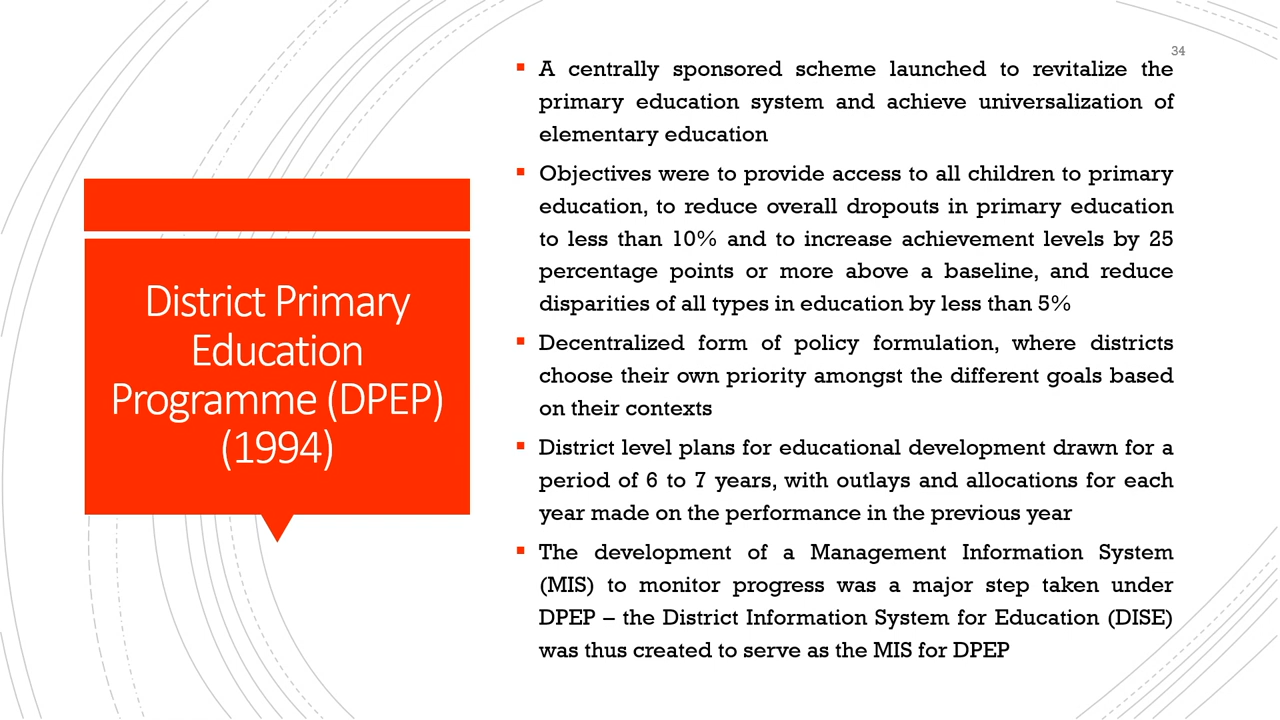 34
District Primary
Education
Programme (DPEP)
(1994)
▪ A centrally sponsored scheme launched to revitalize the
primary education system and achieve universalization of
elementary education
▪ Objectives were to provide access to all children to primary
education, to reduce overall dropouts in primary education
to less than 10% and to increase achievement levels by 25
percentage points or more above a baseline, and reduce
disparities of all types in education by less than 5%
▪ Decentralized form of policy formulation, where districts
choose their own priority amongst the different goals based
on their contexts
▪ District level plans for educational development drawn for a
period of 6 to 7 years, with outlays and allocations for each
year made on the performance in the previous year
▪ The development of a Management Information System
(MIS) to monitor progress was a major step taken under
DPEP – the District Information System for Education (DISE)
was thus created to serve as the MIS for DPEP